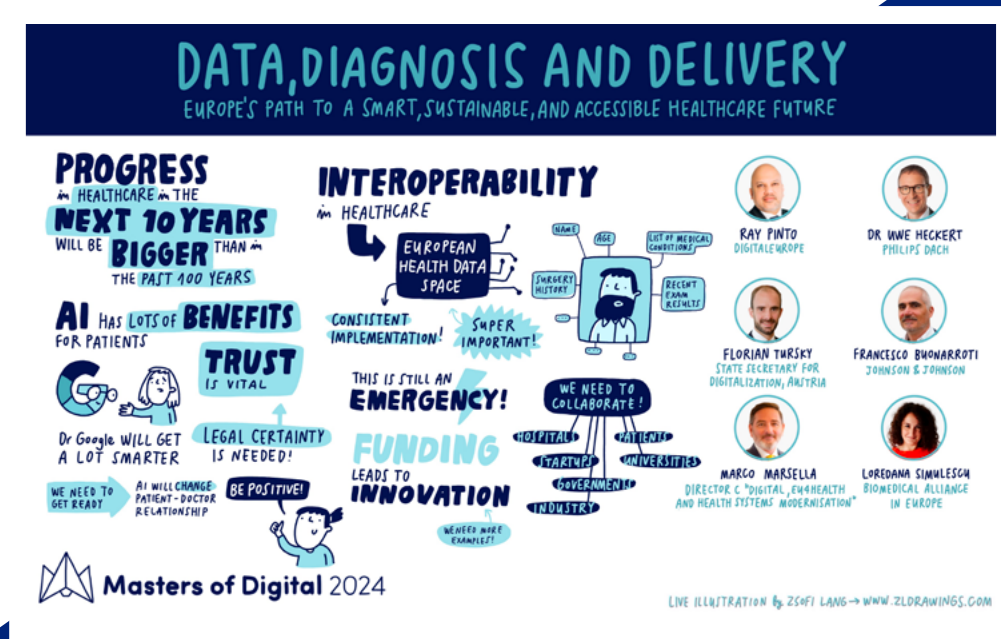 DATA, DIAGNOSIS AND DELIVERY
EUROPE'S PATH TO A SMART, SUSTAINABLE, AND ACCESSIBLE HEALTHCARE FUTURE
PROGRESS
in HEALTHCARE in THE
NEXT 10 YEARS
WILL BE BIGGER THAN in
THE PAST 100 YEARS
AI HAS LOTS OF BENEFITS
FOR PATIENTS
TRUST
IS VITAL
Dr Google WILL GET
A LOT SMARTER
LEGAL CERTAINTY
IS NEEDED!
WE NEED TO
GET READY
AI WILL CHANGE
PATIENT-DOCTOR
RELATIONSHIP
BE POSITIVE!
INTEROPERABILITY
in HEALTHCARE
EUROPEAN
HEALTH DATA
SPACE
CONSISTENT
IMPLEMENTATION!
SUPER
IMPORTANT!
NAME
AGE
LIST OF MEDICAL
CONDITIONS
SURGERY
HISTORY
RECENT
EXAM
RESULTS
THIS IS STILL AN
EMERGENCY!
FUNDING
LEADS TO
INNOVATION
WE NEED MORE
EXAMPLES!
WE NEED TO
COLLABORATE!
HOSPITALS
PATIENTS
STARTUPS
UNIVERSITIES
GOVERNMENTS
INDUSTRY
RAY PINTO
DIGITALEUROPE
DR UWE HECKERT
PHILIPS DACH
FLORIAN TURSKY
STATE SECRETARY FOR
DIGITALIZATION, AUSTRIA
FRANCESCO BUONARROTI
JOHNSON & JOHNSON
MARCO MARSELLA
DIRECTOR C "DIGITAL, EU4HEALTH
AND HEALTH SYSTEMS MODERNISATION"
LOREDANA SIMULESCU
BIOMEDICAL ALLIANCE
IN EUROPE
Masters of Digital 2024
LIVE ILLUSTRATION by ZSOFI LANG → WWW.ZLDRAWINGS.COM